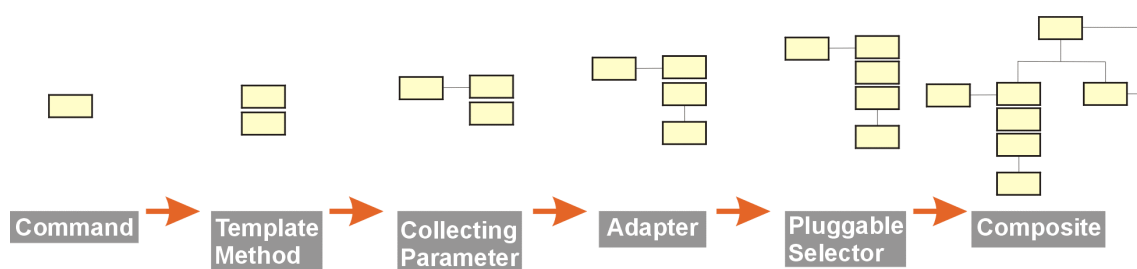 Command
Template
Method
Collecting
Parameter
Adapter
Pluggable
Selector
Composite